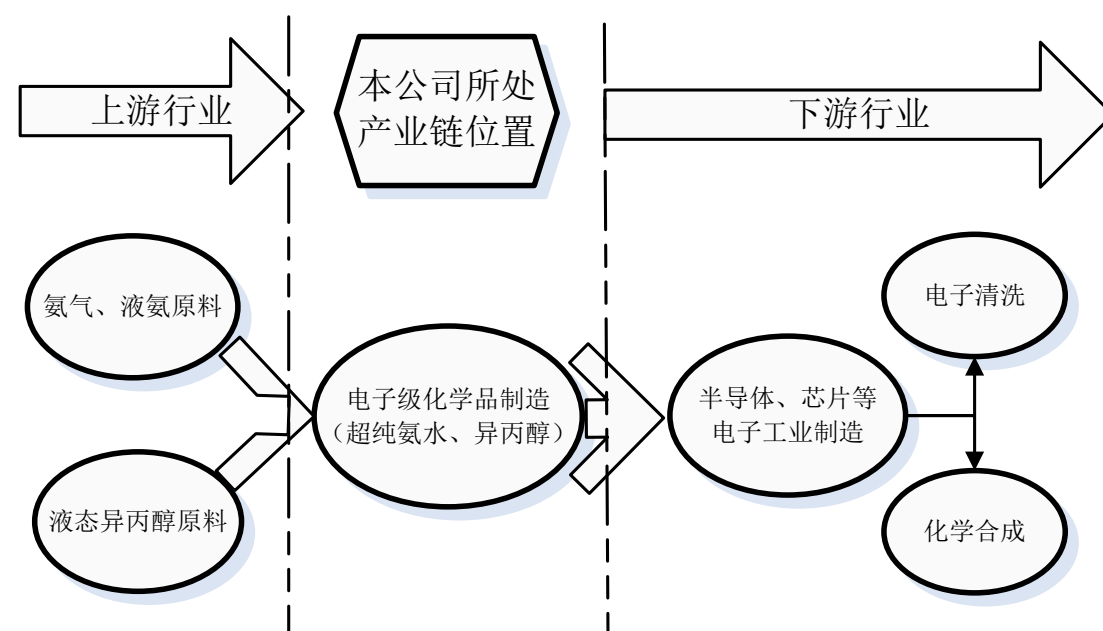 上游行业
本公司所处
产业链位置
下游行业
氨气、液氨原料
液态异丙醇原料
电子级化学品制造
（超纯氨水、异丙醇）
半导体、芯片等
电子工业制造
电子清洗
化学合成